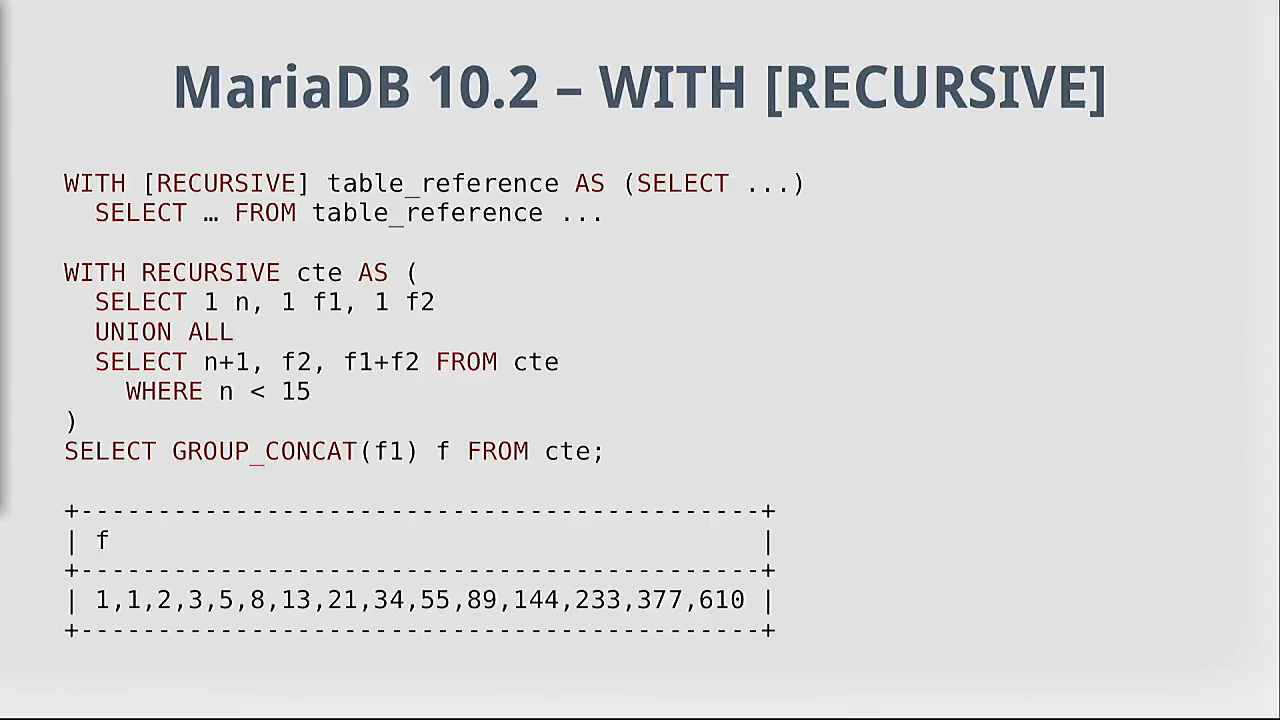 MariaDB 10.2 – WITH [RECURSIVE]
WITH [RECURSIVE] table_reference AS (SELECT ...)
  SELECT … FROM table_reference ...
WITH RECURSIVE cte AS (
  SELECT 1 n, 1 f1, 1 f2
  UNION ALL
  SELECT n+1, f2, f1+f2 FROM cte
    WHERE n < 15
)
SELECT GROUP_CONCAT(f1) f FROM cte;
+--------------------------------------------+
| f                                          |
+--------------------------------------------+
| 1,1,2,3,5,8,13,21,34,55,89,144,233,377,610 |
+--------------------------------------------+